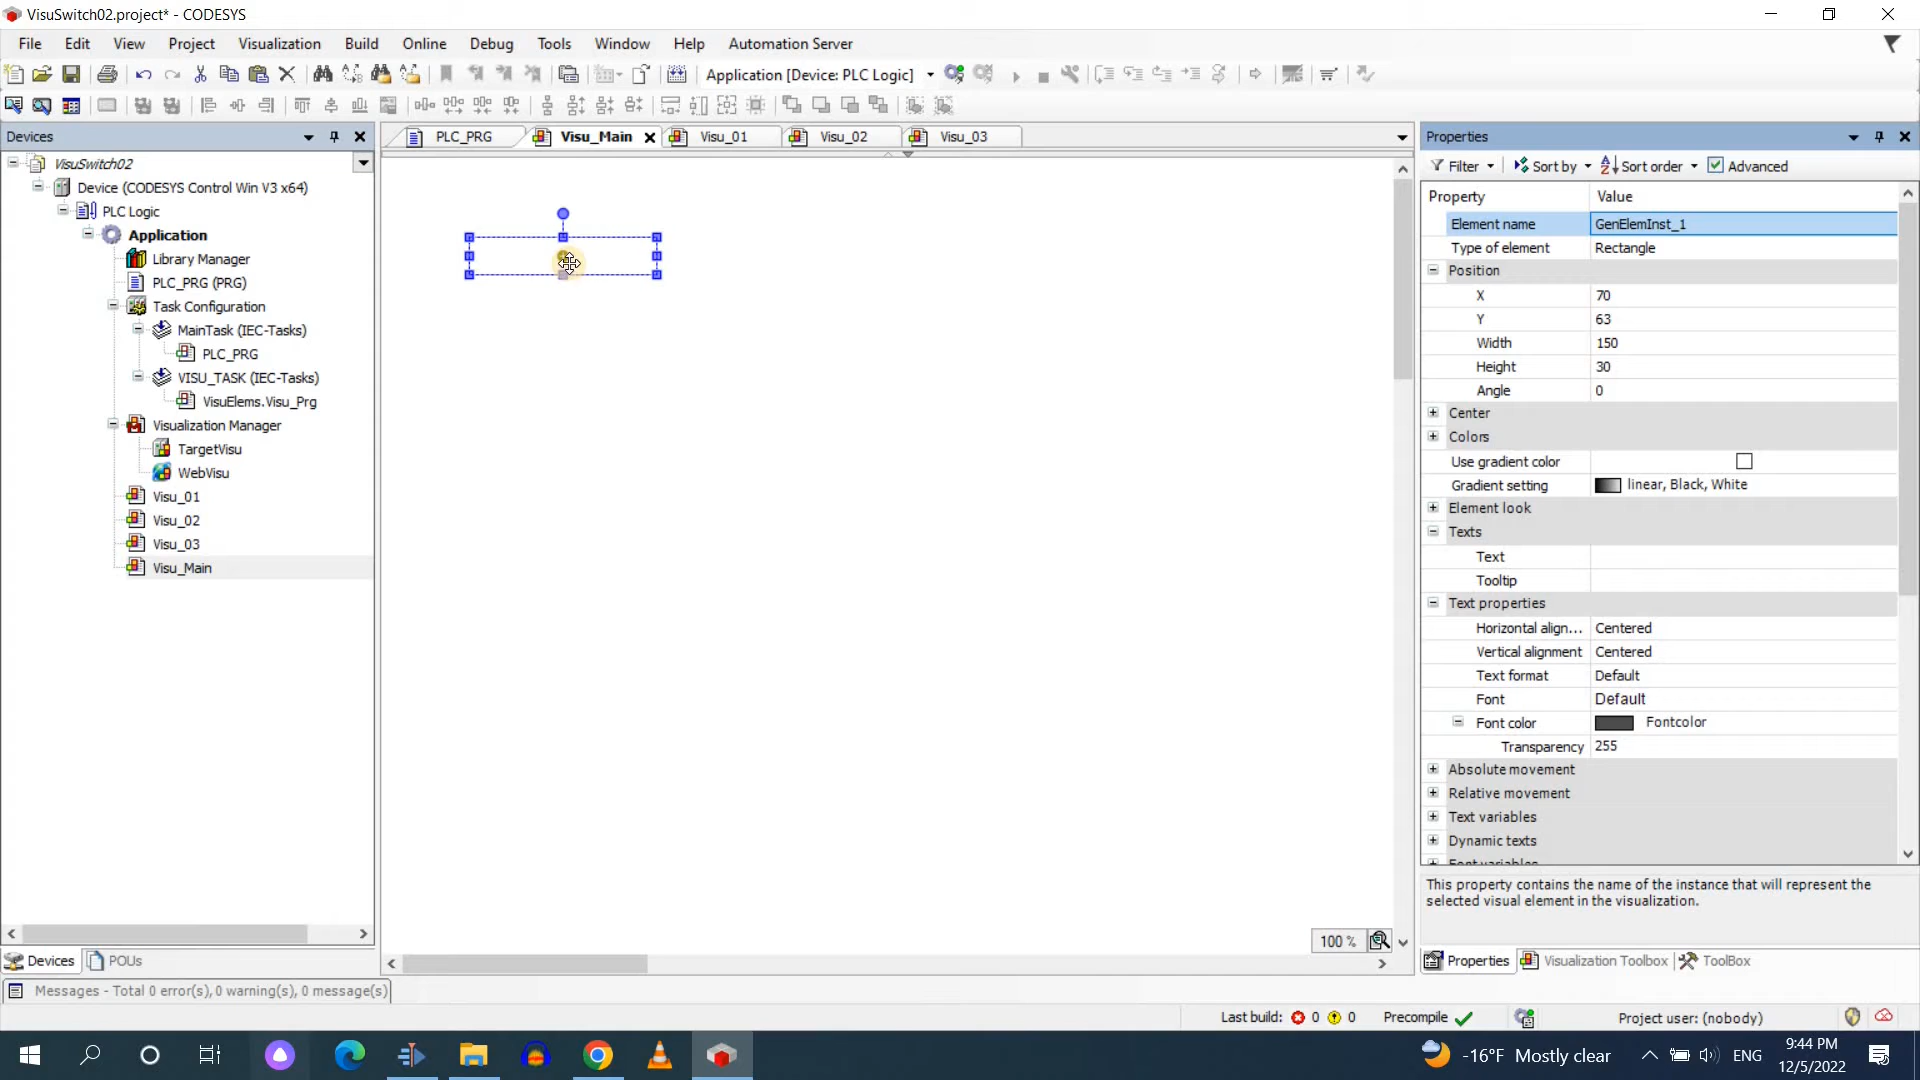 VisuSwitch02.project* - CODESYS
File Edit View Project Visualization Build Online Debug Tools Window Help Automation Server
Application [Device: PLC Logic]
Devices
PLC_PRG Visu_Main Visu_01 Visu_02 Visu_03
Properties
VisuSwitch02
Device (CODESYS Control Win V3 x64)
PLC Logic
Application
Library Manager
PLC_PRG (PRG)
Task Configuration
MainTask (IEC-Tasks)
PLC_PRG
VISU_TASK (IEC-Tasks)
VisuElems.Visu_Prg
Visualization Manager
TargetVisu
WebVisu
Visu_01
Visu_02
Visu_03
Visu_Main
Filter Sort by Sort order Advanced
Property Value
Element name GenElemInst_1
Type of element Rectangle
Position
X 70
Y 63
Width 150
Height 30
Angle 0
Center
Colors
Use gradient color
Gradient setting linear, Black, White
Element look
Texts
Text
Tooltip
Text properties
Horizontal align... Centered
Vertical alignment Centered
Text format Default
Font Default
Font color Fontcolor
Transparency 255
Absolute movement
Relative movement
Text variables
Dynamic texts
Font variables
This property contains the name of the instance that will represent the
selected visual element in the visualization.
100 %
Devices POUs
Properties Visualization Toolbox ToolBox
Messages - Total 0 error(s), 0 warning(s), 0 message(s)
Last build: 0 0 Precompile Project user: (nobody)
-16°F Mostly clear ENG 9:44 PM
12/5/2022